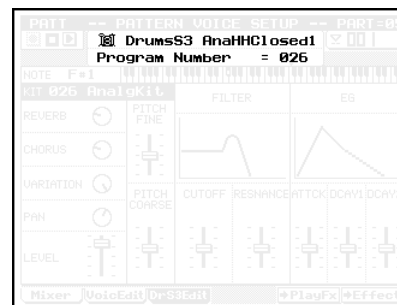 PATT -- PATTERN VOICE SETUP -- PART=0
DrumsS3 AnaHHClosed1
Program Number = 026
NOTE F#1
KIT 026 AnalgKit
REVERB
CHORUS
VARIATION
PAN
LEVEL
PITCH FINE
PITCH COARSE
FILTER
CUTOFF RESNANCE
EG
ATTCK DCAY1 DCAY
Mixer VoicEdit DrS3Edit →PlayFx →Effect